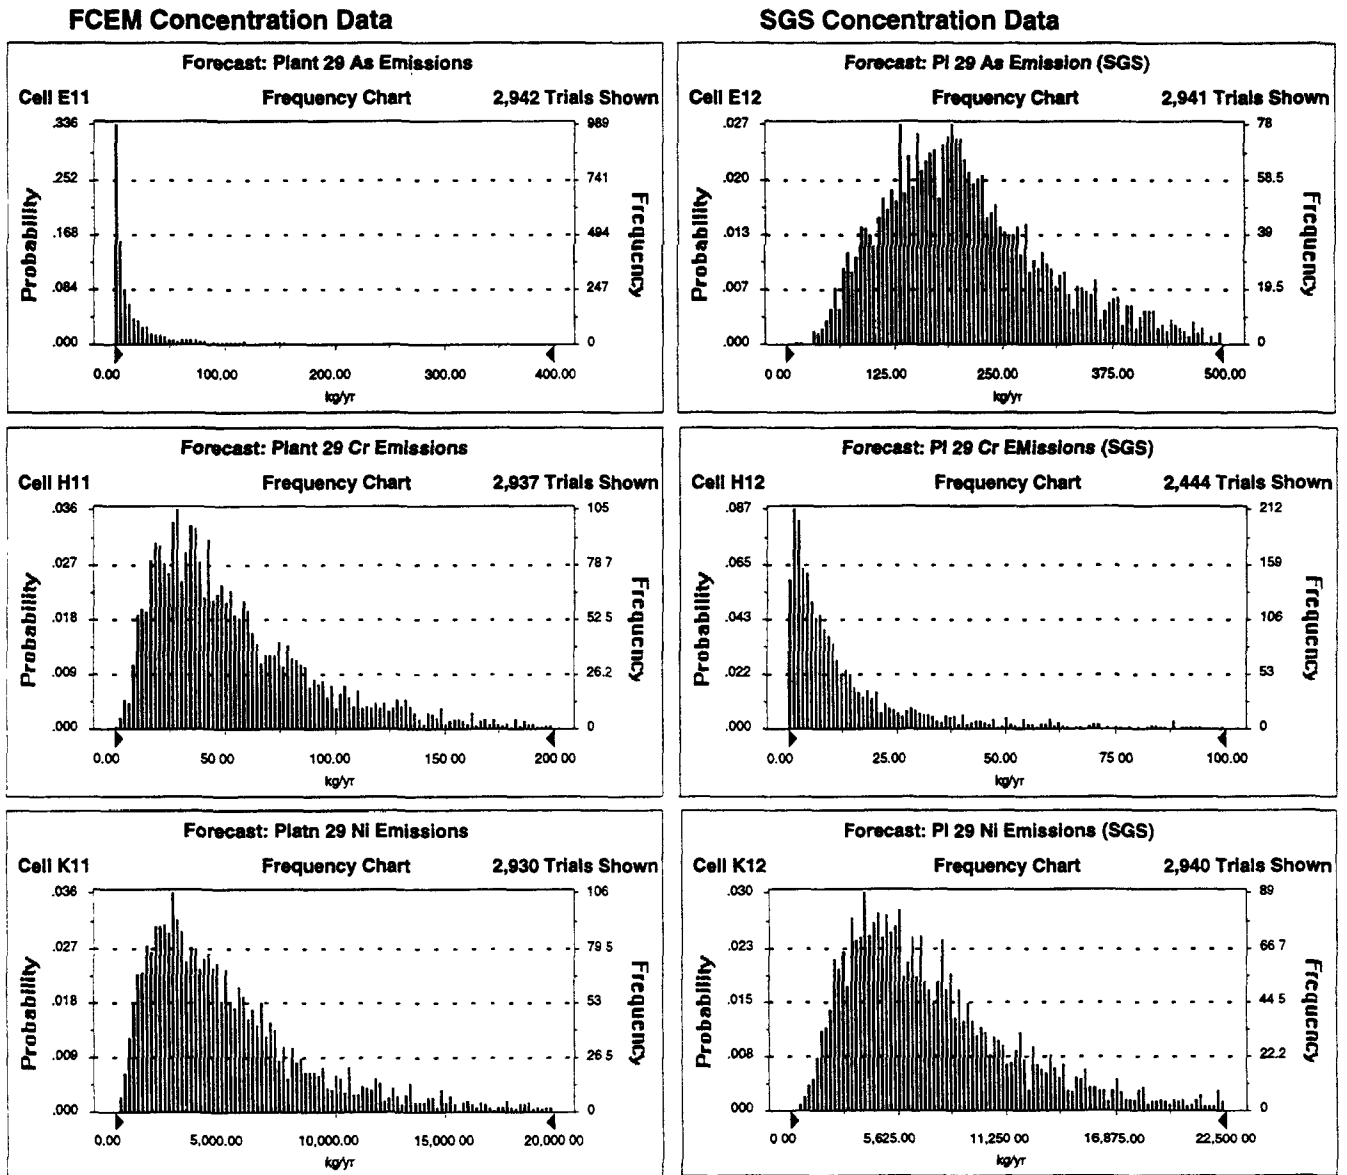 FCEM Concentration Data
SGS Concentration Data
Forecast: Plant 29 As Emissions
Cell E11 Frequency Chart 2,942 Trials Shown
.336 989
.252 741
.168 494
.084 247
.000 0
Probability
Frequency
0.00 100.00 200.00 300.00 400.00
kg/yr
Forecast: Pl 29 As Emission (SGS)
Cell E12 Frequency Chart 2,941 Trials Shown
.027 78
.020 58.5
.013 39
.007 19.5
.000 0
Probability
Frequency
0 00 125.00 250.00 375.00 500.00
kg/yr
Forecast: Plant 29 Cr Emissions
Cell H11 Frequency Chart 2,937 Trials Shown
.036 105
.027 78 7
.018 52 5
.009 26.2
.000 0
Probability
Frequency
0.00 50 00 100.00 150 00 200 00
kg/yr
Forecast: Pl 29 Cr EMissions (SGS)
Cell H12 Frequency Chart 2,444 Trials Shown
.087 212
.065 159
.043 106
.022 53
.000 0
Probability
Frequency
0.00 25.00 50.00 75 00 100.00
kg/yr
Forecast: Platn 29 Ni Emissions
Cell K11 Frequency Chart 2,930 Trials Shown
.036 106
.027 79 5
.018 53
.009 26 5
.000 0
Probability
Frequency
0.00 5,000.00 10,000.00 15,000 00 20,000 00
kg/yr
Forecast: Pl 29 Ni Emissions (SGS)
Cell K12 Frequency Chart 2,940 Trials Shown
.030 89
.023 66 7
.015 44 5
.008 22.2
000 0
Probability
Frequency
0 00 5,625.00 11,250 00 16,875.00 22,500 00
kg/yr